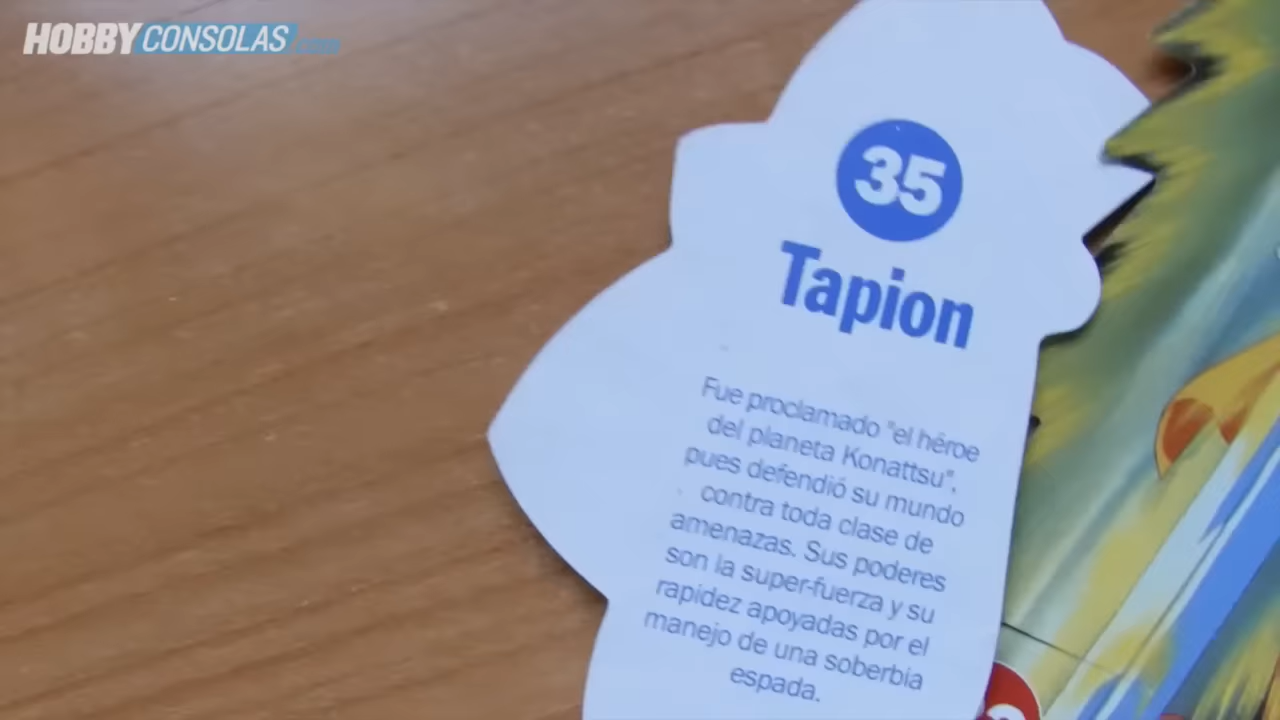 HOBBYCONSOLAS.com
35
Tapion
Fue proclamado "el héroe
del planeta Konattsu",
pues defendió su mundo
contra toda clase de
amenazas. Sus poderes
son la super-fuerza y su
rapidez apoyadas por el
manejo de una soberbia
espada.